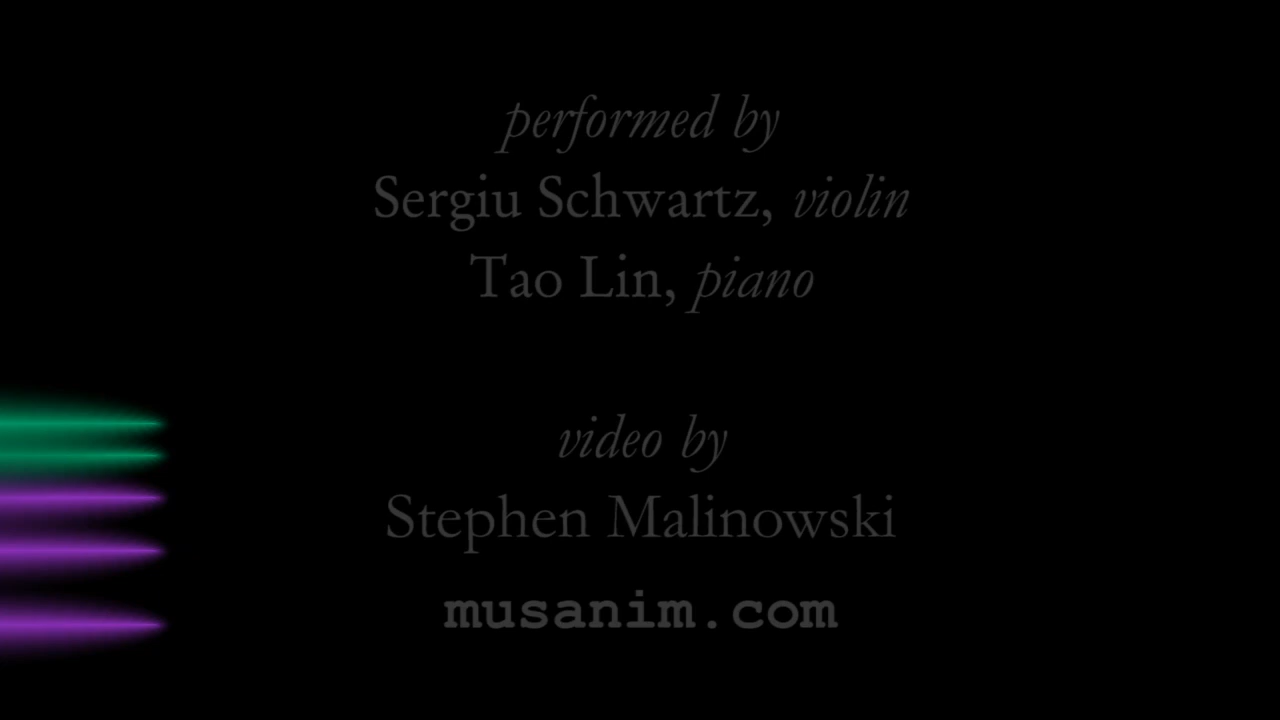 performed by
Sergiu Schwartz, violin
Tao Lin, piano
video by
Stephen Malinowski
musanim.com